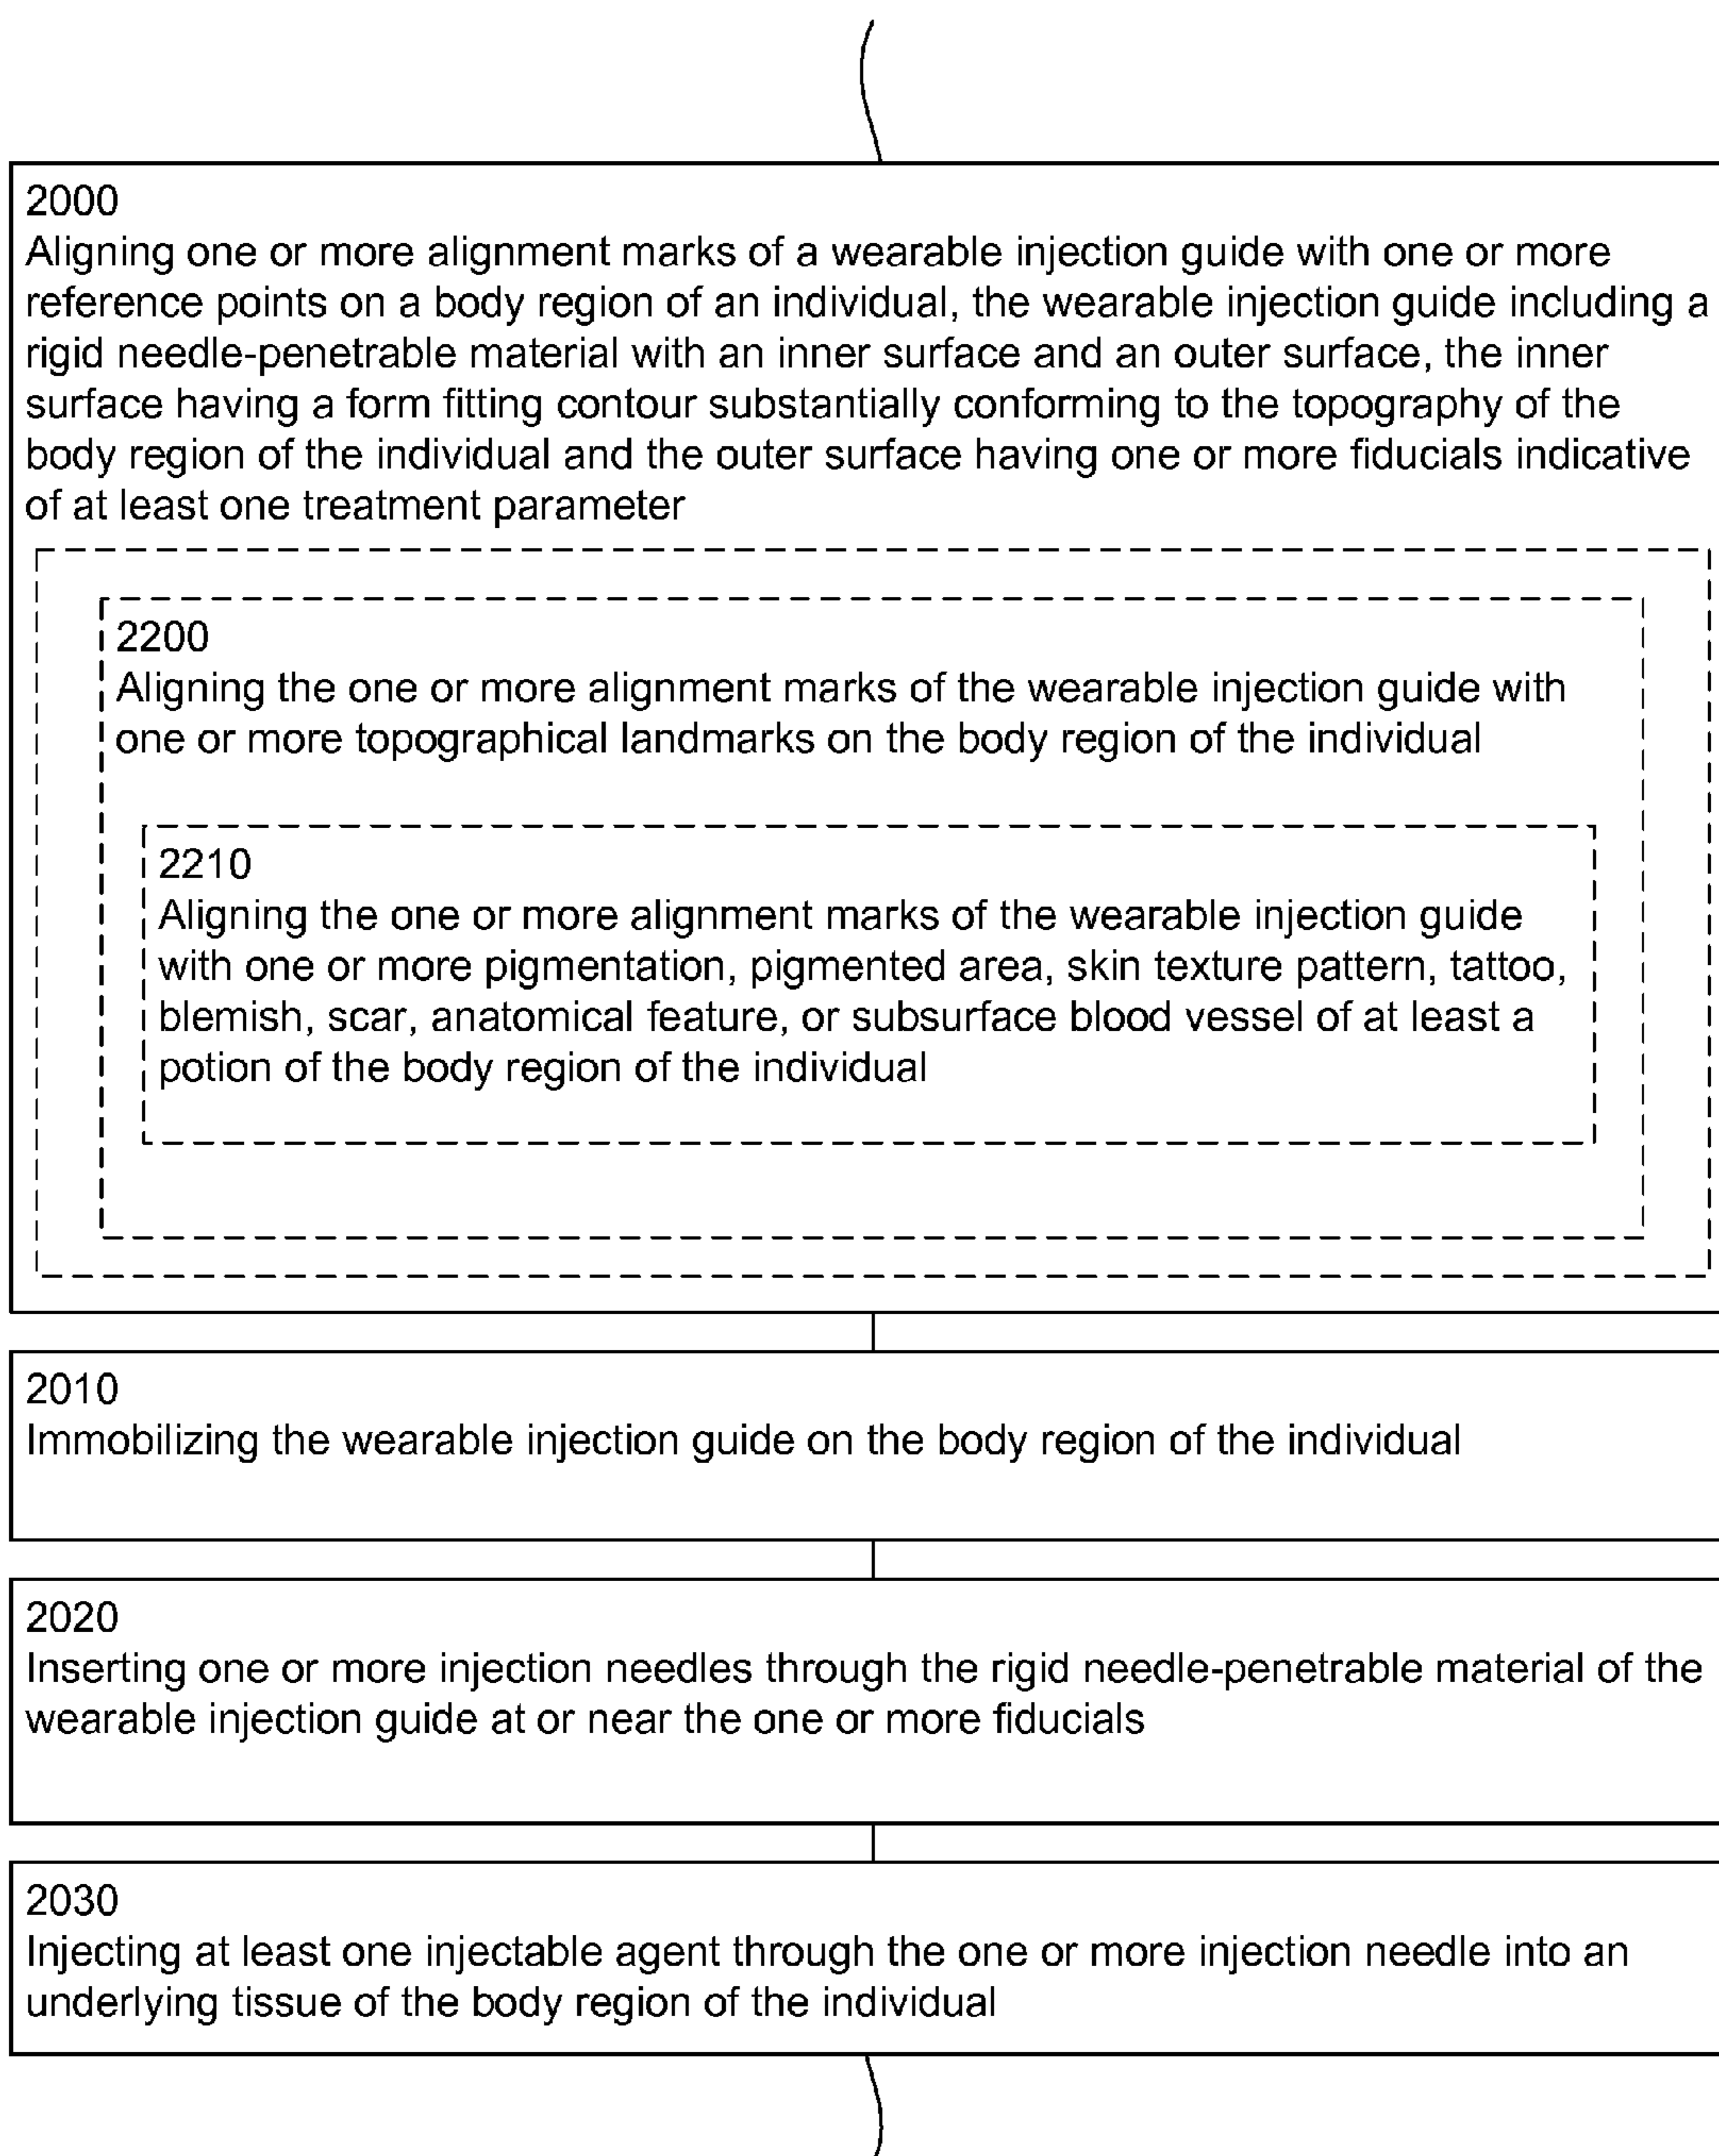 2000
Aligning one or more alignment marks of a wearable injection guide with one or more
reference points on a body region of an individual, the wearable injection guide including a
rigid needle-penetrable material with an inner surface and an outer surface, the inner
surface having a form fitting contour substantially conforming to the topography of the
body region of the individual and the outer surface having one or more fiducials indicative
of at least one treatment parameter
2200
Aligning the one or more alignment marks of the wearable injection guide with
one or more topographical landmarks on the body region of the individual
2210
Aligning the one or more alignment marks of the wearable injection guide
with one or more pigmentation, pigmented area, skin texture pattern, tattoo,
blemish, scar, anatomical feature, or subsurface blood vessel of at least a
potion of the body region of the individual
2010
Immobilizing the wearable injection guide on the body region of the individual
2020
Inserting one or more injection needles through the rigid needle-penetrable material of the
wearable injection guide at or near the one or more fiducials
2030
Injecting at least one injectable agent through the one or more injection needle into an
underlying tissue of the body region of the individual